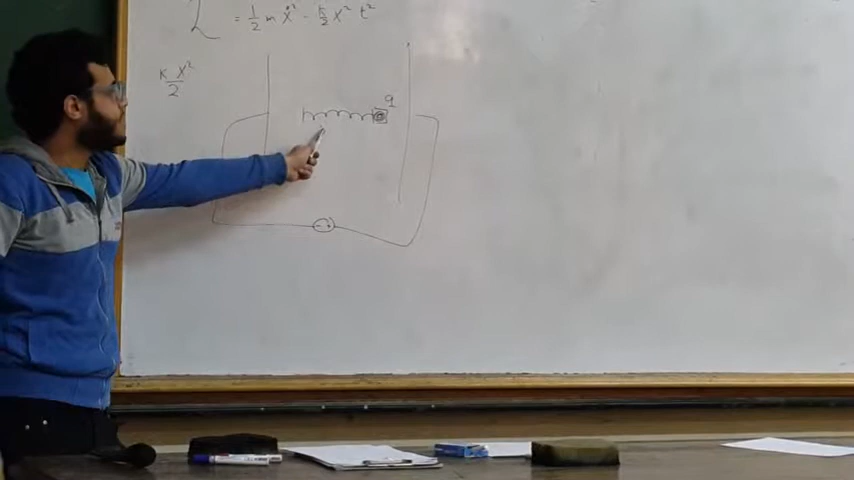 L = 1/2 m ẋ² - k/2 x² t²
k x²/2
q